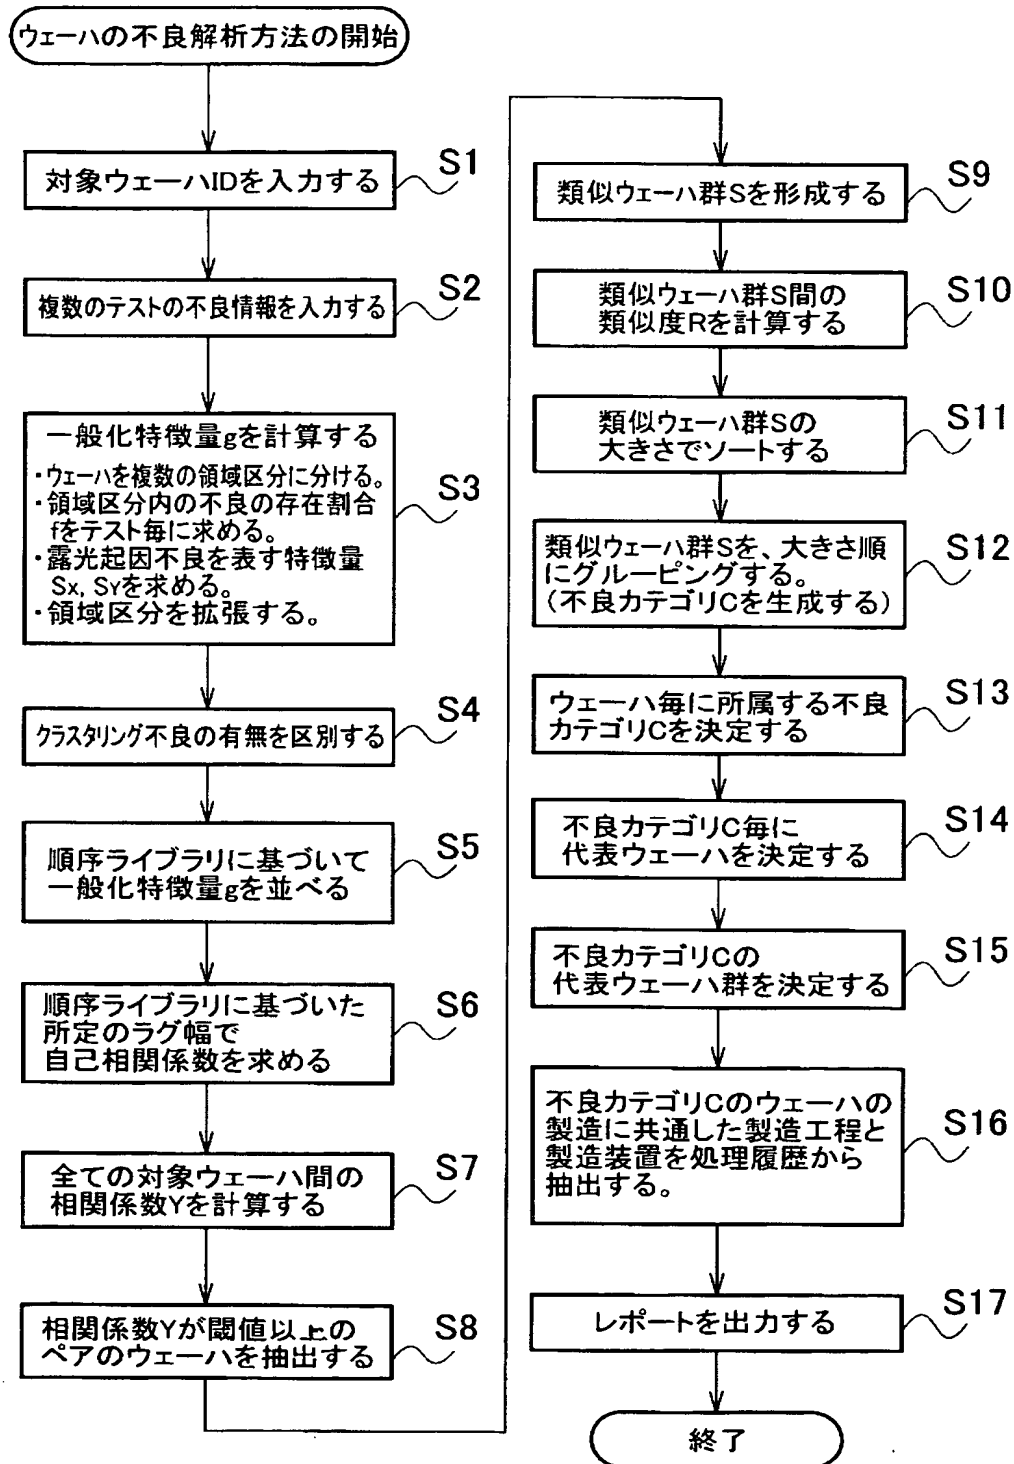 ウェーハの不良解析方法の開始
対象ウェーハIDを入力する
S1
複数のテストの不良情報を入力する
S2
一般化特徴量gを計算する
・ウェーハを複数の領域区分に分ける。
・領域区分内の不良の存在割合
fをテスト毎に求める。
・露光起因不良を表す特徴量
Sx, SYを求める。
・領域区分を拡張する。
S3
クラスタリング不良の有無を区別する
S4
順序ライブラリに基づいて
一般化特徴量gを並べる
S5
順序ライブラリに基づいた
所定のラグ幅で
自己相関係数を求める
S6
全ての対象ウェーハ間の
相関係数Yを計算する
S7
相関係数Yが閾値以上の
ペアのウェーハを抽出する
S8
類似ウェーハ群Sを形成する
S9
類似ウェーハ群S間の
類似度Rを計算する
S10
類似ウェーハ群Sの
大きさでソートする
S11
類似ウェーハ群Sを、大きさ順
にグルーピングする。
(不良カテゴリCを生成する)
S12
ウェーハ毎に所属する不良
カテゴリCを決定する
S13
不良カテゴリC毎に
代表ウェーハを決定する
S14
不良カテゴリCの
代表ウェーハ群を決定する
S15
不良カテゴリCのウェーハの
製造に共通した製造工程と
製造装置を処理履歴から
抽出する。
S16
レポートを出力する
S17
終了